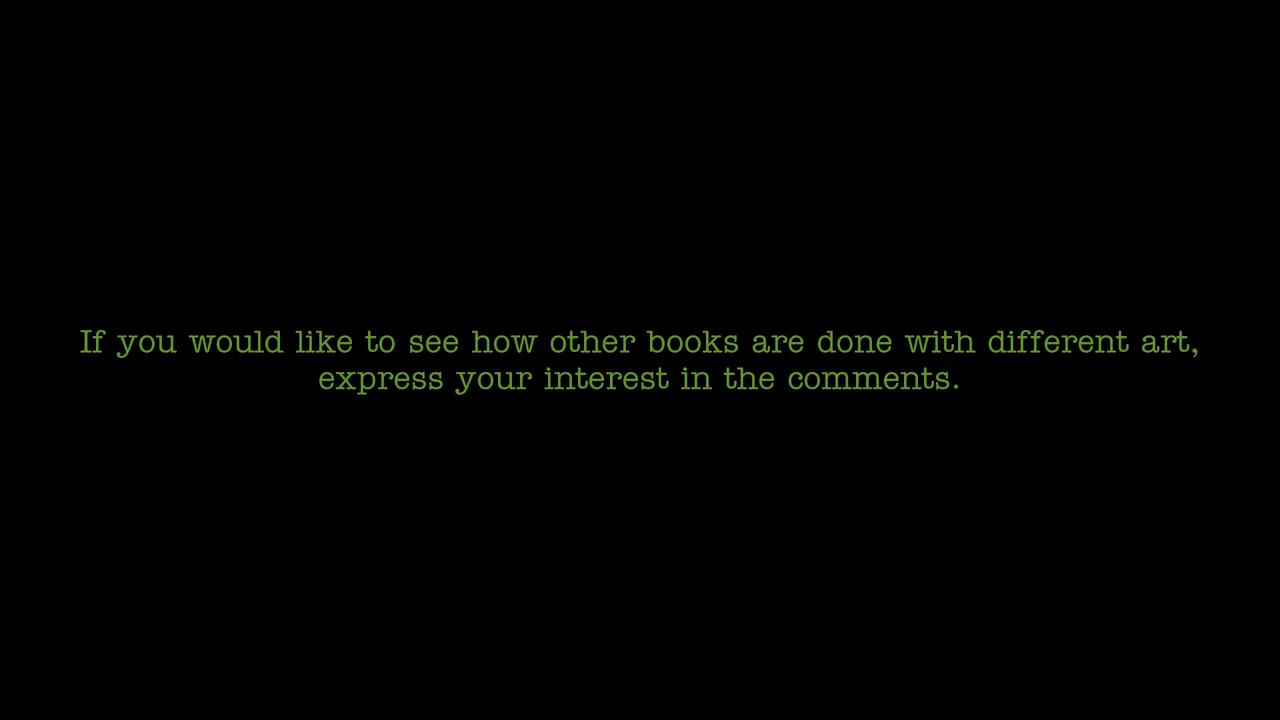 If you would like to see how other books are done with different art,
express your interest in the comments.